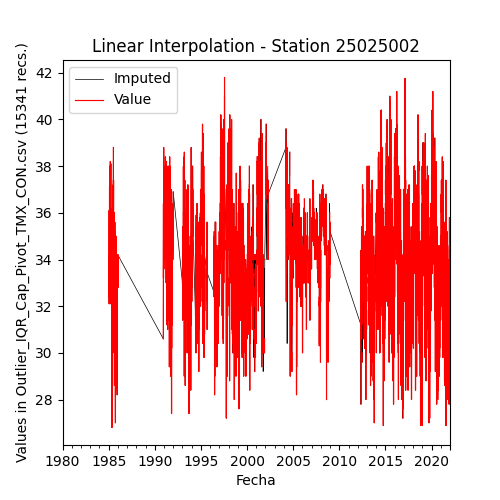 Linear Interpolation - Station 25025002
Values in Outlier_IQR_Cap_Pivot_TMX_CON.csv (15341 recs.)
Imputed
Value
42
40
38
36
34
32
30
28
1980 1985 1990 1995 2000 2005 2010 2015 2020
Fecha